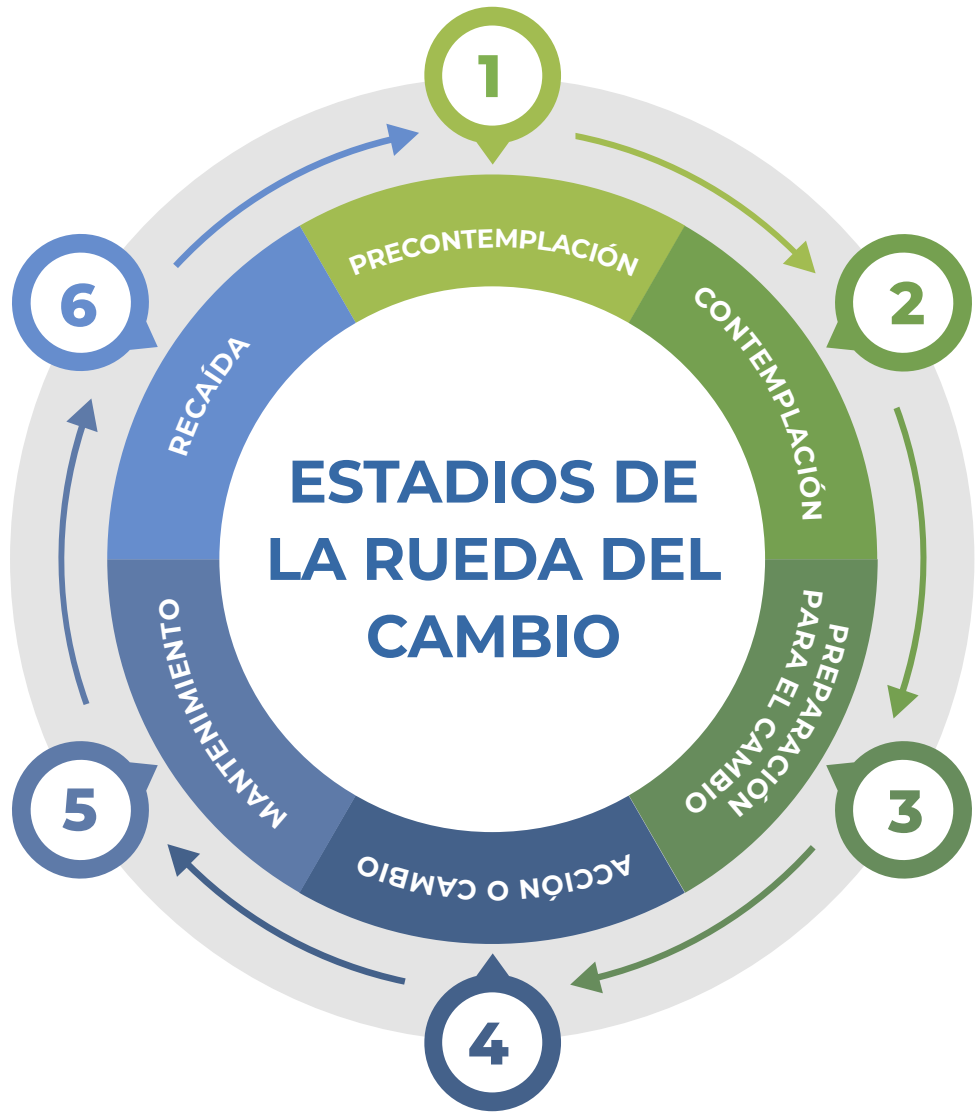 1
PRECONTEMPLACIÓN
2
CONTEMPLACIÓN
3
PREPARACIÓN
PARA EL CAMBIO
4
ACCIÓN O CAMBIO
5
MANTENIMIENTO
6
RECAÍDA
ESTADIOS DE
LA RUEDA DEL
CAMBIO